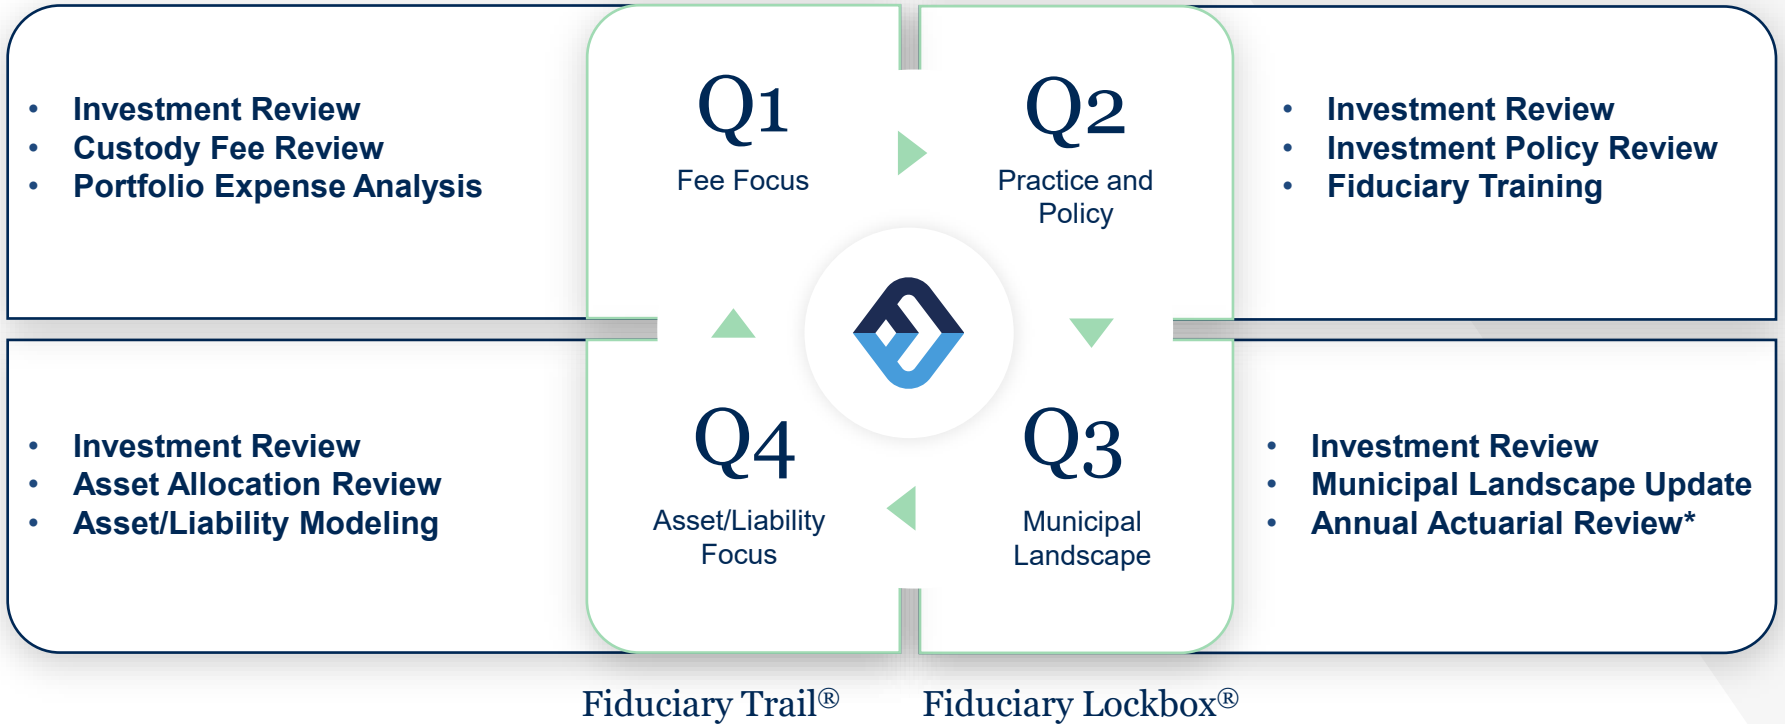 • Investment Review
• Custody Fee Review
• Portfolio Expense Analysis
Q1
Fee Focus
Q2
Practice and
Policy
• Investment Review
• Investment Policy Review
• Fiduciary Training
• Investment Review
• Asset Allocation Review
• Asset/Liability Modeling
Q4
Asset/Liability
Focus
Q3
Municipal
Landscape
• Investment Review
• Municipal Landscape Update
• Annual Actuarial Review*
Fiduciary Trail®
Fiduciary Lockbox®